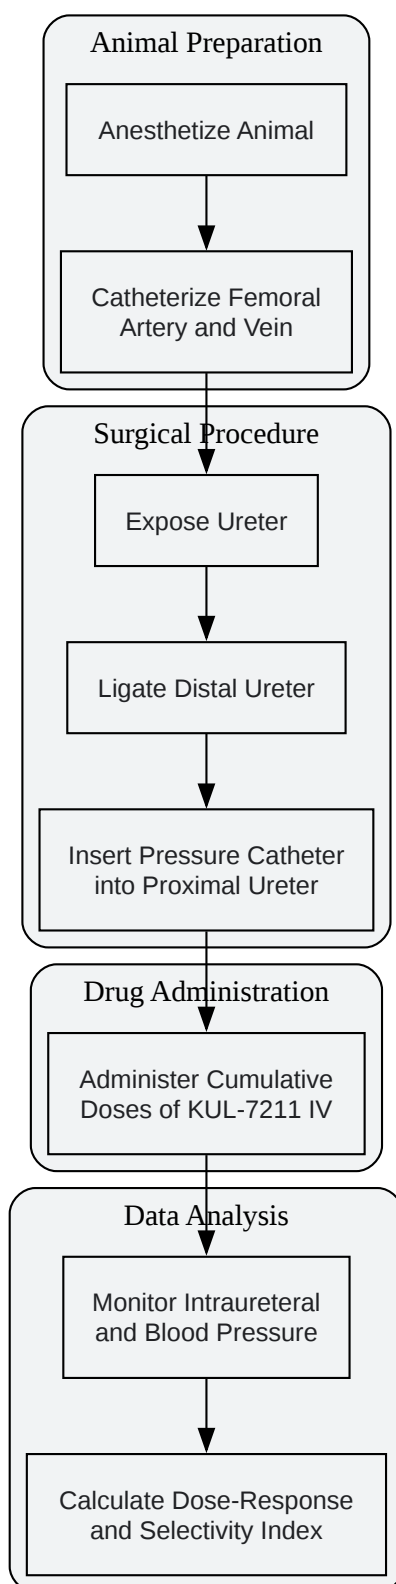 Animal Preparation
Anesthetize Animal
Catheterize Femoral
Artery and Vein
Surgical Procedure
Expose Ureter
Ligate Distal Ureter
Insert Pressure Catheter
into Proximal Ureter
Drug Administration
Administer Cumulative
Doses of KUL-7211 IV
Data Analysis
Monitor Intraureteral
and Blood Pressure
Calculate Dose-Response
and Selectivity Index